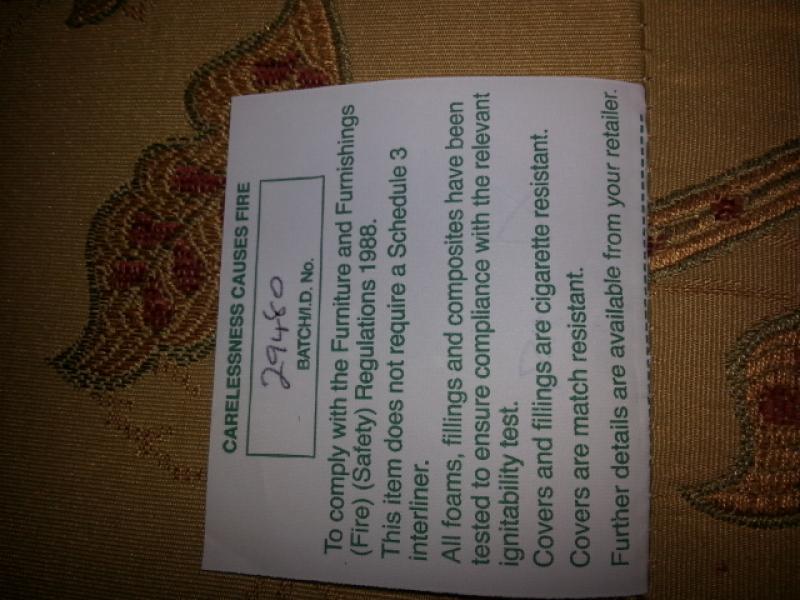 CARELESSNESS CAUSES FIRE
29480
BATCH/I.D. No.
To comply with the Furniture and Furnishings
(Fire) (Safety) Regulations 1988.
This item does not require a Schedule 3
interliner.
All foams, fillings and composites have been
tested to ensure compliance with the relevant
ignitability test.
Covers and fillings are cigarette resistant.
Covers are match resistant.
Further details are available from your retailer.